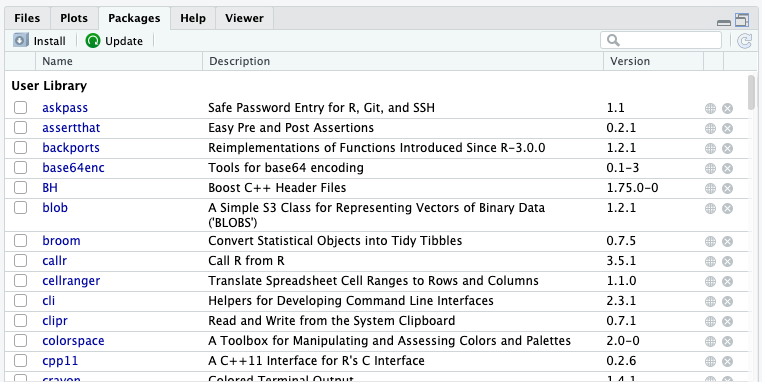 Files Plots Packages Help Viewer
Install Update
Name Description Version
User Library
askpass Safe Password Entry for R, Git, and SSH 1.1
assertthat Easy Pre and Post Assertions 0.2.1
backports Reimplementations of Functions Introduced Since R-3.0.0 1.2.1
base64enc Tools for base64 encoding 0.1-3
BH Boost C++ Header Files 1.75.0-0
blob A Simple S3 Class for Representing Vectors of Binary Data 1.2.1
('BLOBS')
broom Convert Statistical Objects into Tidy Tibbles 0.7.5
callr Call R from R 3.5.1
cellranger Translate Spreadsheet Cell Ranges to Rows and Columns 1.1.0
cli Helpers for Developing Command Line Interfaces 2.3.1
clipr Read and Write from the System Clipboard 0.7.1
colorspace A Toolbox for Manipulating and Assessing Colors and Palettes 2.0-0
cpp11 A C++11 Interface for R's C Interface 0.2.6
crayon Colored Terminal Output 1.4.1